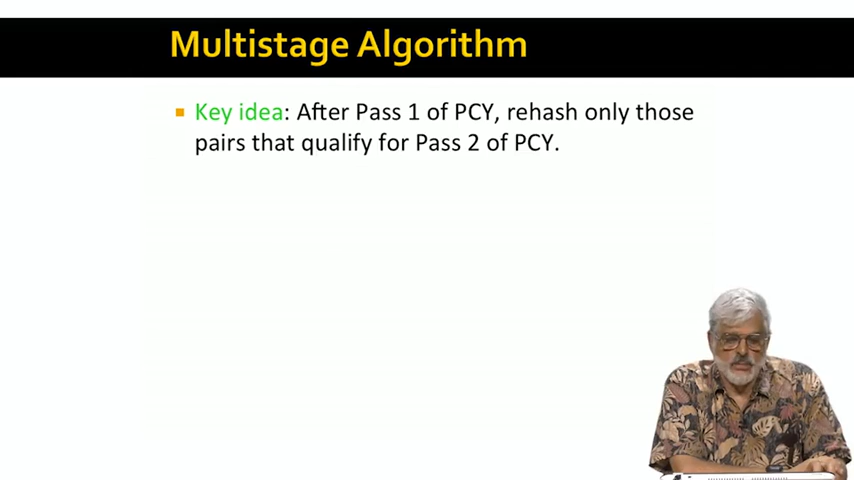 Multistage Algorithm
Key idea: After Pass 1 of PCY, rehash only those
pairs that qualify for Pass 2 of PCY.